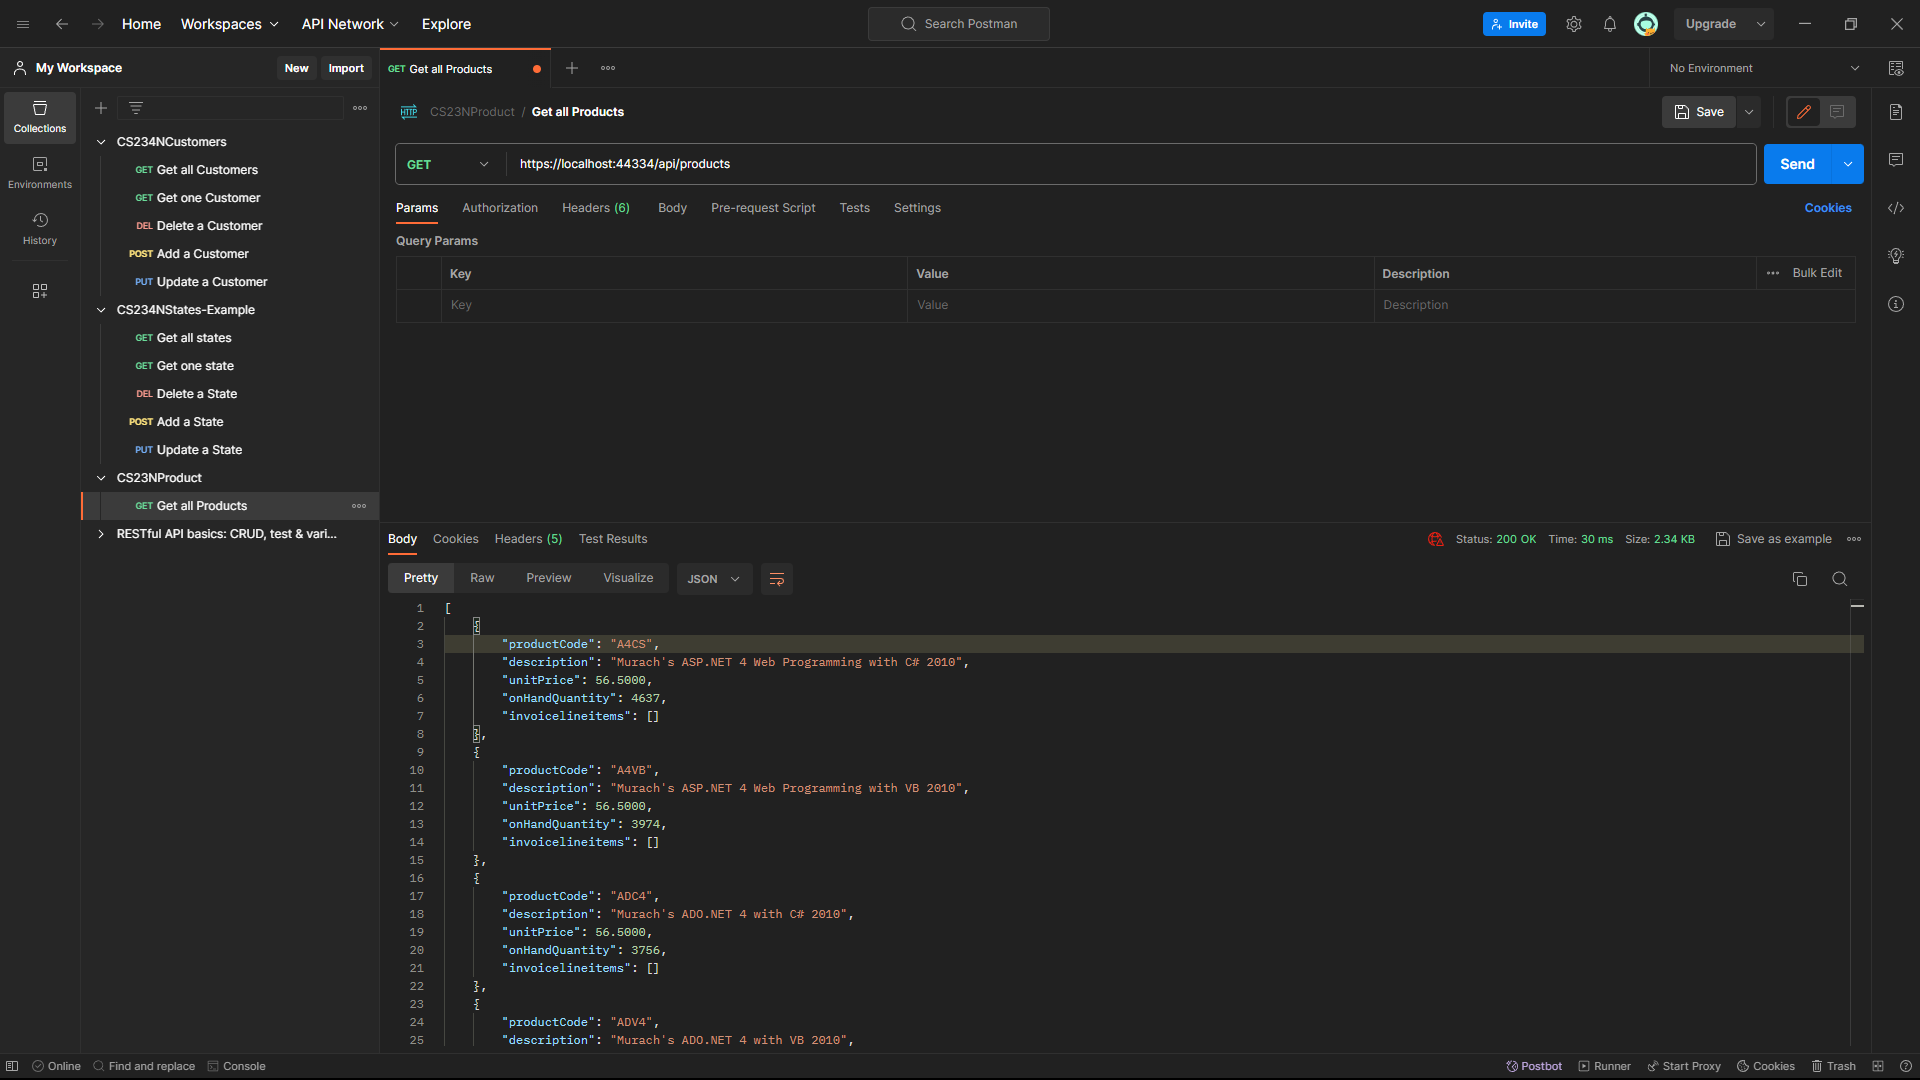 Home Workspaces API Network Explore Search Postman Invite Upgrade
My Workspace New Import
GET Get all Products
No Environment
Collections
Environments
History
CS234NCustomers
GET Get all Customers
GET Get one Customer
DEL Delete a Customer
POST Add a Customer
PUT Update a Customer
CS234NStates-Example
GET Get all states
GET Get one state
DEL Delete a State
POST Add a State
PUT Update a State
CS23NProduct
GET Get all Products
RESTful API basics: CRUD, test & vari...
HTTP CS23NProduct / Get all Products Save
GET https://localhost:44334/api/products Send
Params Authorization Headers (6) Body Pre-request Script Tests Settings Cookies
Query Params
Key Value Description Bulk Edit
Key Value Description
Body Cookies Headers (5) Test Results Status: 200 OK Time: 30 ms Size: 2.34 KB Save as example
Pretty Raw Preview Visualize JSON
1 [
2 {
3 "productCode": "A4CS",
4 "description": "Murach's ASP.NET 4 Web Programming with C# 2010",
5 "unitPrice": 56.5000,
6 "onHandQuantity": 4637,
7 "invoicelineitems": []
8 },
9 {
10 "productCode": "A4VB",
11 "description": "Murach's ASP.NET 4 Web Programming with VB 2010",
12 "unitPrice": 56.5000,
13 "onHandQuantity": 3974,
14 "invoicelineitems": []
15 },
16 {
17 "productCode": "ADC4",
18 "description": "Murach's ADO.NET 4 with C# 2010",
19 "unitPrice": 56.5000,
20 "onHandQuantity": 3756,
21 "invoicelineitems": []
22 },
23 {
24 "productCode": "ADV4",
25 "description": "Murach's ADO.NET 4 with VB 2010",
Online Find and replace Console Postbot Runner Start Proxy Cookies Trash